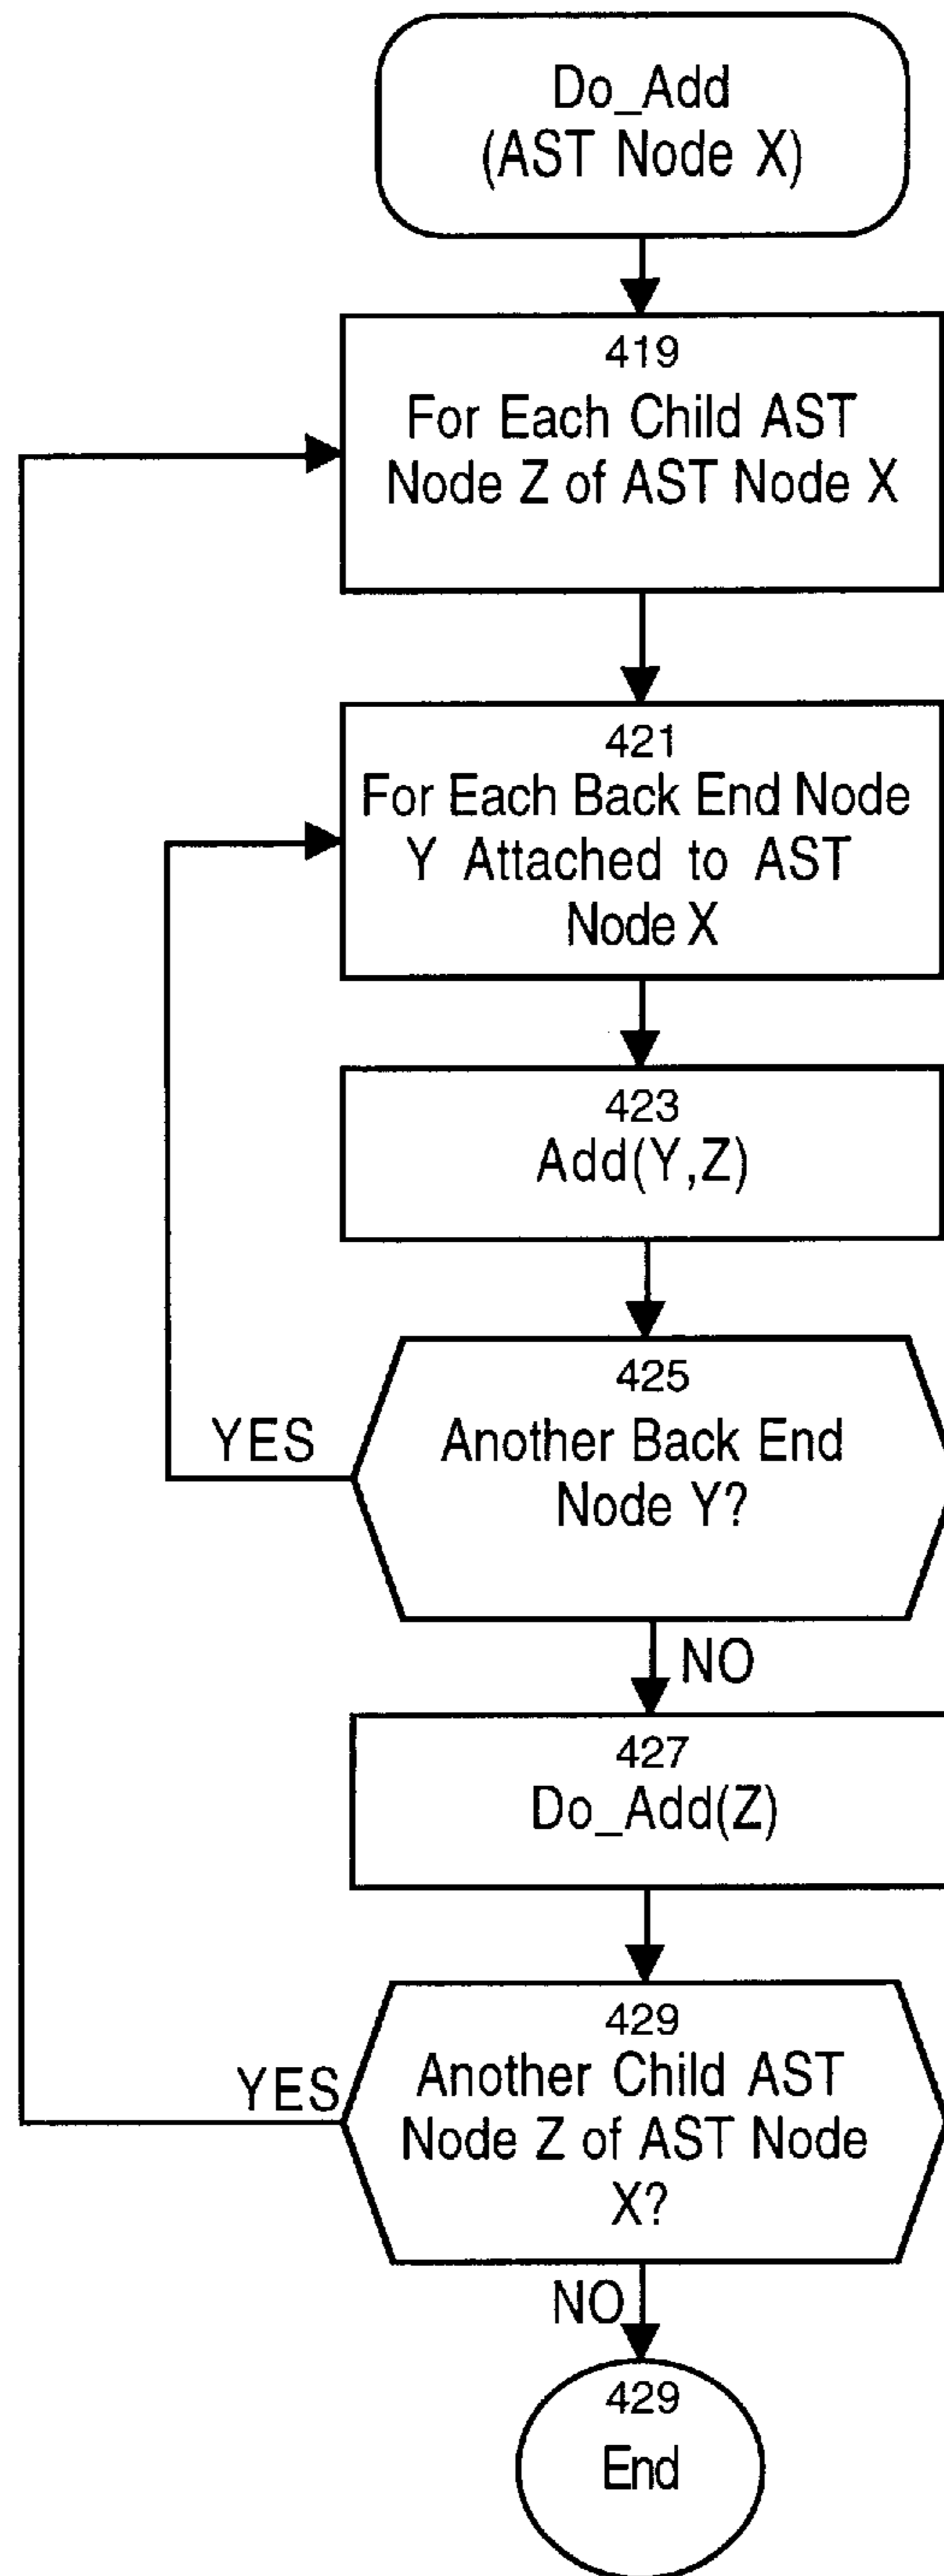 Do_Add
(AST Node X)
419
For Each Child AST
Node Z of AST Node X
421
For Each Back End Node
Y Attached to AST
Node X
423
Add(Y,Z)
425
Another Back End
Node Y?
YES
NO
427
Do_Add(Z)
429
Another Child AST
Node Z of AST Node
X?
YES
NO
429
End